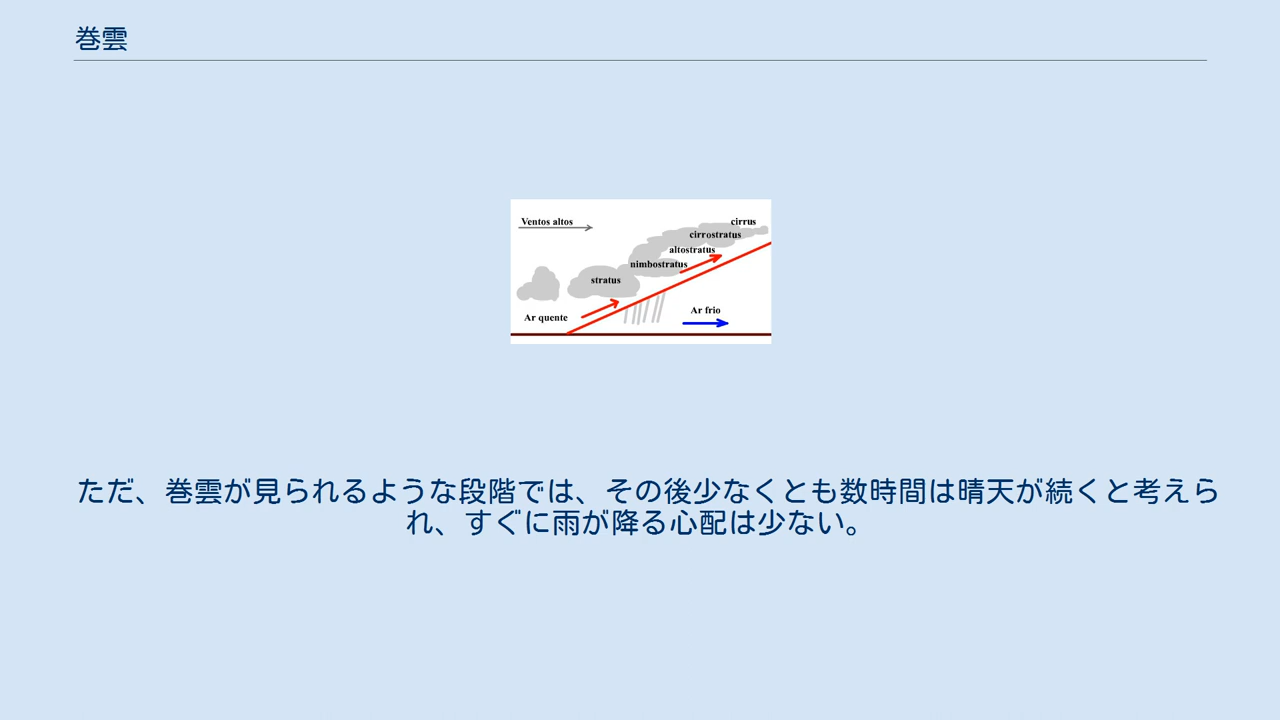 巻雲
Ventos altos
cirrus
cirrostratus
altostratus
nimbostratus
stratus
Ar quente
Ar frio
ただ、巻雲が見られるような段階では、その後少なくとも数時間は晴天が続くと考えら
れ、すぐに雨が降る心配は少ない。